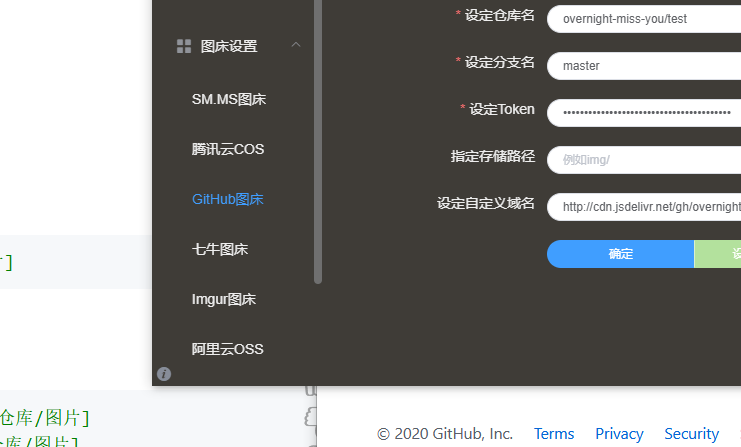 图床设置
SM.MS图床
腾讯云COS
GitHub图床
七牛图床
Imgur图床
阿里云OSS
* 设定仓库名 overnight-miss-you/test
* 设定分支名 master
* 设定Token ••••••••••••••••••••••••••••••••••••••••
指定存储路径 例如img/
设定自定义域名 http://cdn.jsdelivr.net/gh/overnight
确定
]
仓库/图片]
仓库/图片]
© 2020 GitHub, Inc. Terms Privacy Security